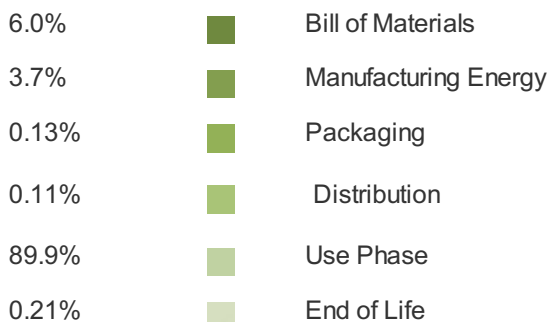 6.0% Bill of Materials
3.7% Manufacturing Energy
0.13% Packaging
0.11% Distribution
89.9% Use Phase
0.21% End of Life